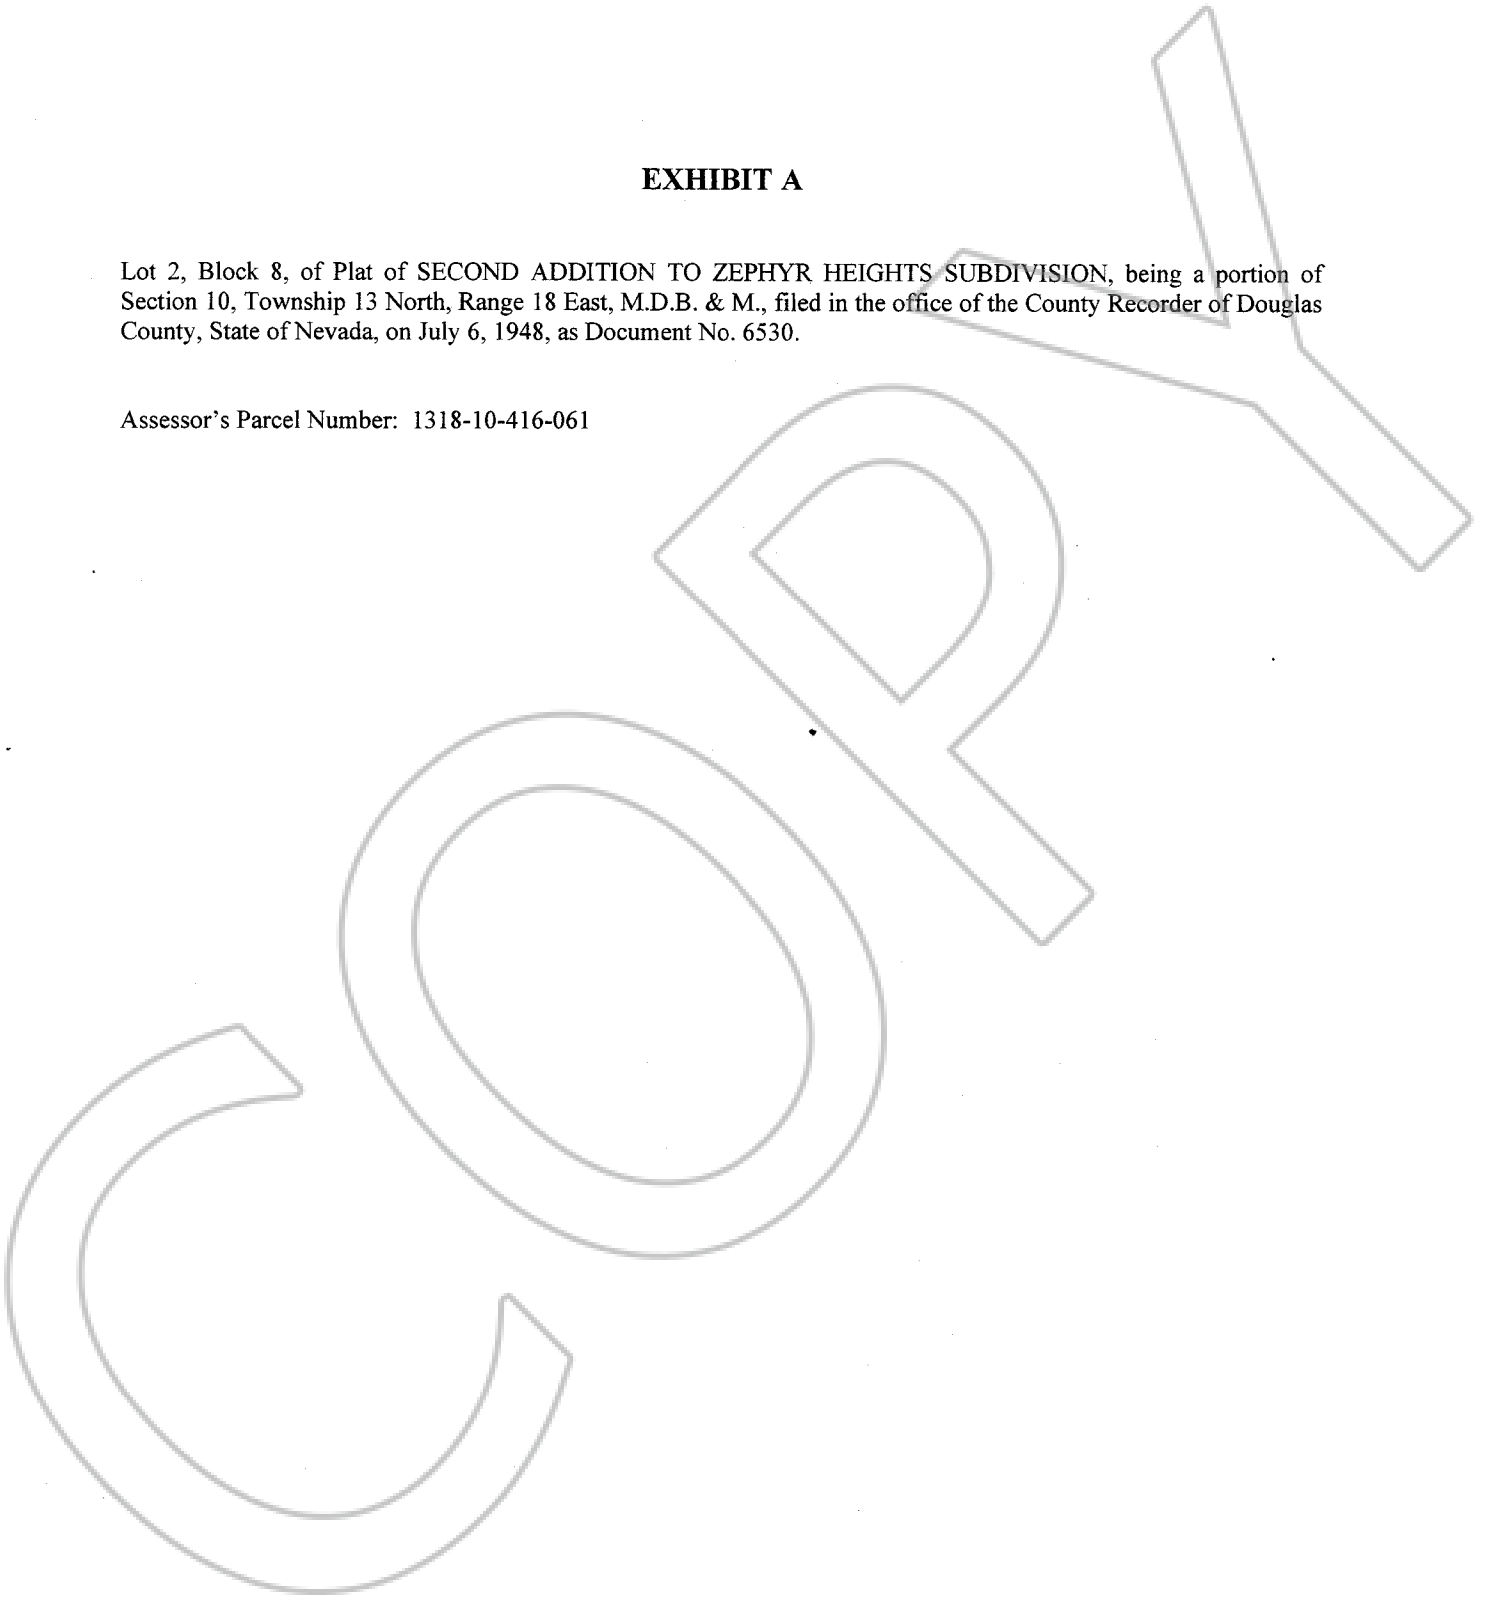 EXHIBIT A
Lot 2, Block 8, of Plat of SECOND ADDITION TO ZEPHYR HEIGHTS SUBDIVISION, being a portion of
Section 10, Township 13 North, Range 18 East, M.D.B. & M., filed in the office of the County Recorder of Douglas
County, State of Nevada, on July 6, 1948, as Document No. 6530.
Assessor’s Parcel Number: 1318-10-416-061
COPY